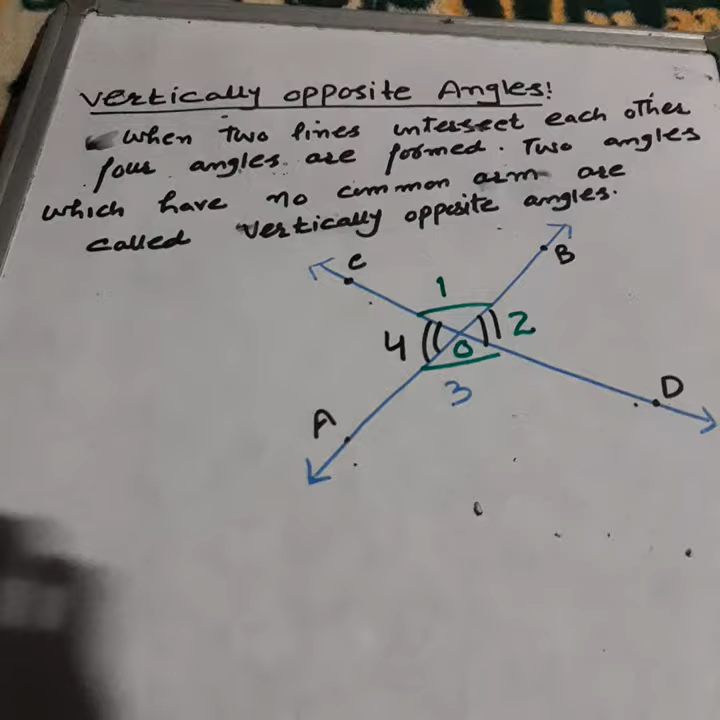 Vertically opposite Angles!
when two lines intersect each other
four angles are formed. Two angles
which have no common arm are
called vertically opposite angles.
C
B
1
4
2
O
3
D
A